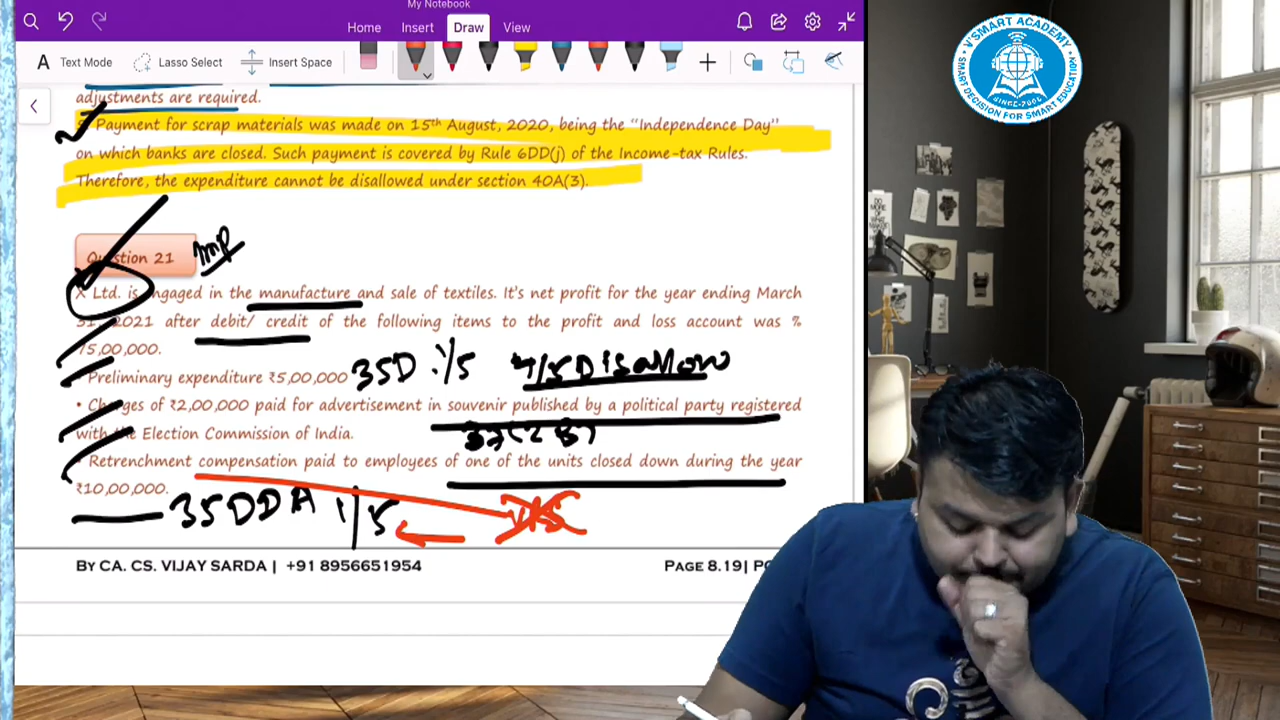 My Notebook
Home Insert Draw View
A Text Mode Lasso Select Insert Space
adjustments are required.
Payment for scrap materials was made on 15th August, 2020, being the "Independence Day"
on which banks are closed. Such payment is covered by Rule 6DD(j) of the Income-tax Rules.
Therefore, the expenditure cannot be disallowed under section 40A(3).
Question 21 Imp
X Ltd. is engaged in the manufacture and sale of textiles. It's net profit for the year ending March
31, 2021 after debit/ credit of the following items to the profit and loss account was %
75,00,000.
• Preliminary expenditure ₹5,00,000 35D 1/5 4/5 Disallow
• Charges of ₹2,00,000 paid for advertisement in souvenir published by a political party registered
with the Election Commission of India. 37(2B)
• Retrenchment compensation paid to employees of one of the units closed down during the year
₹10,00,000.
35DDA 1/5
BY CA. CS. VIJAY SARDA | +91 8956651954 PAGE 8.19|
V'SMART ACADEMY
SMART DECISION FOR SMART EDUCATION